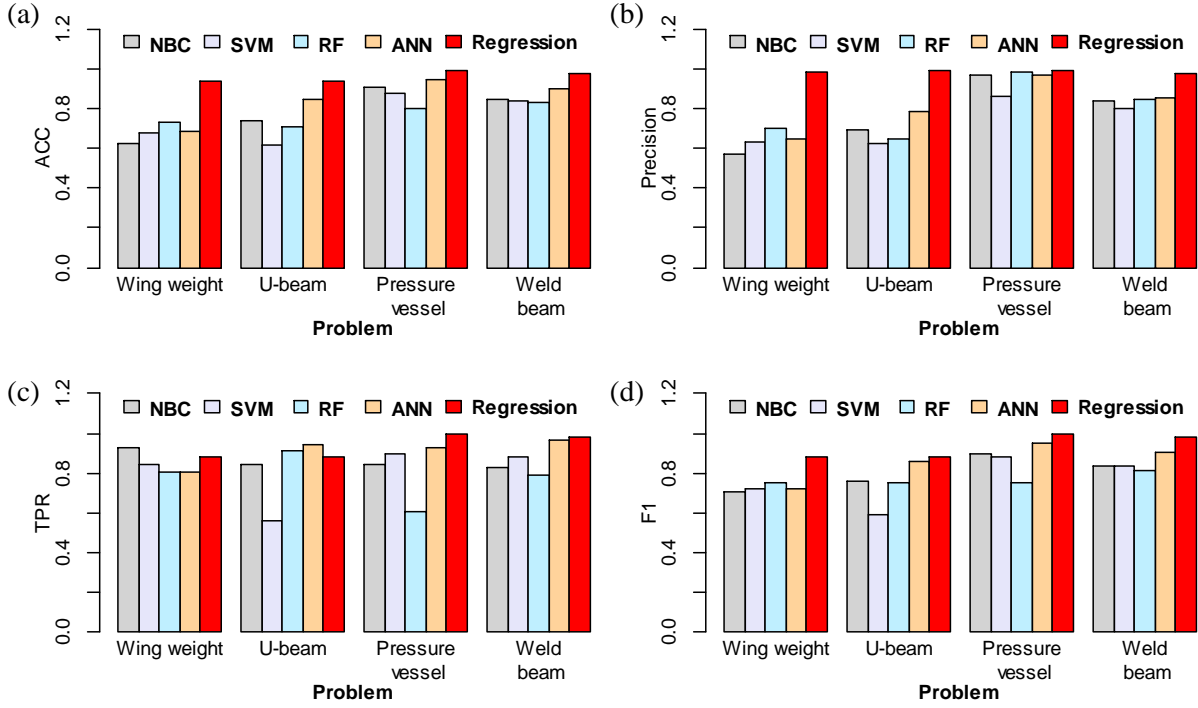 (a)
1.2
0.8
0.4
0.0
ACC
NBC SVM RF ANN Regression
Wing weight U-beam Pressure vessel Weld beam
Problem
(b)
1.2
0.8
0.4
0.0
Precision
NBC SVM RF ANN Regression
Wing weight U-beam Pressure vessel Weld beam
Problem
(c)
1.2
0.8
0.4
0.0
TPR
NBC SVM RF ANN Regression
Wing weight U-beam Pressure vessel Weld beam
Problem
(d)
1.2
0.8
0.4
0.0
F1
NBC SVM RF ANN Regression
Wing weight U-beam Pressure vessel Weld beam
Problem